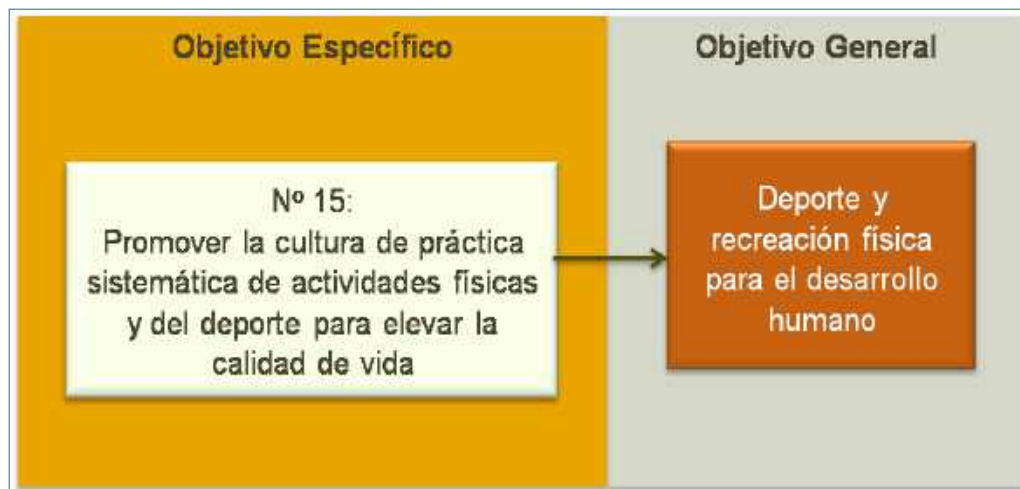 Objetivo Específico
Objetivo General
Nº 15:
Promover la cultura de práctica
sistemática de actividades físicas
y del deporte para elevar la
calidad de vida
Deporte y
recreación física
para el desarrollo
humano